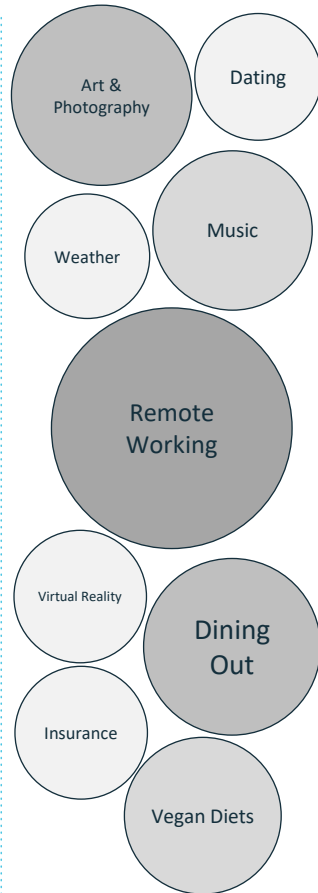 Art &
Photography
Dating
Music
Weather
Remote
Working
Virtual Reality
Dining
Out
Insurance
Vegan Diets